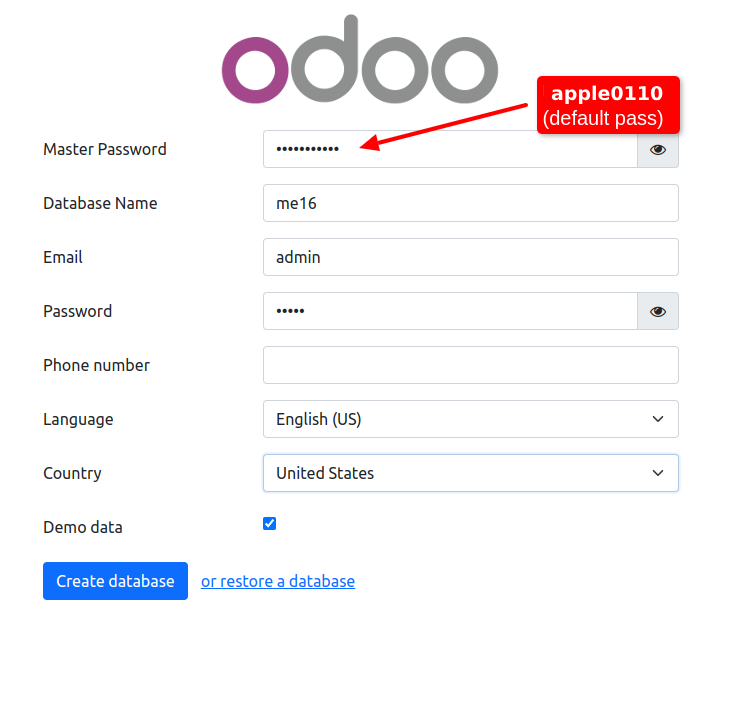 odoo
apple0110
(default pass)
Master Password •••••••••••
Database Name me16
Email admin
Password •••••
Phone number
Language English (US)
Country United States
Demo data
Create database or restore a database